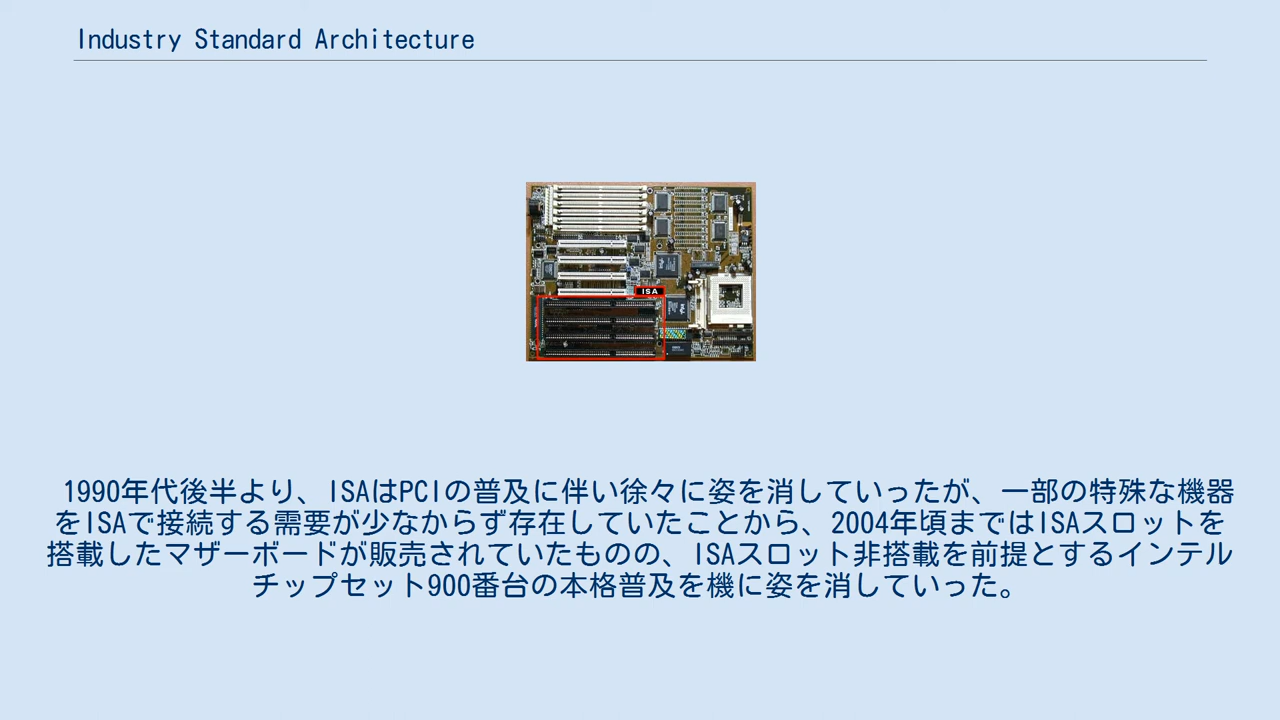 Industry Standard Architecture
ISA
1990年代後半より、ISAはPCIの普及に伴い徐々に姿を消していったが、一部の特殊な機器
をISAで接続する需要が少なからず存在していたことから、2004年頃まではISAスロットを
搭載したマザーボードが販売されていたものの、ISAスロット非搭載を前提とするインテル
チップセット900番台の本格普及を機に姿を消していった。